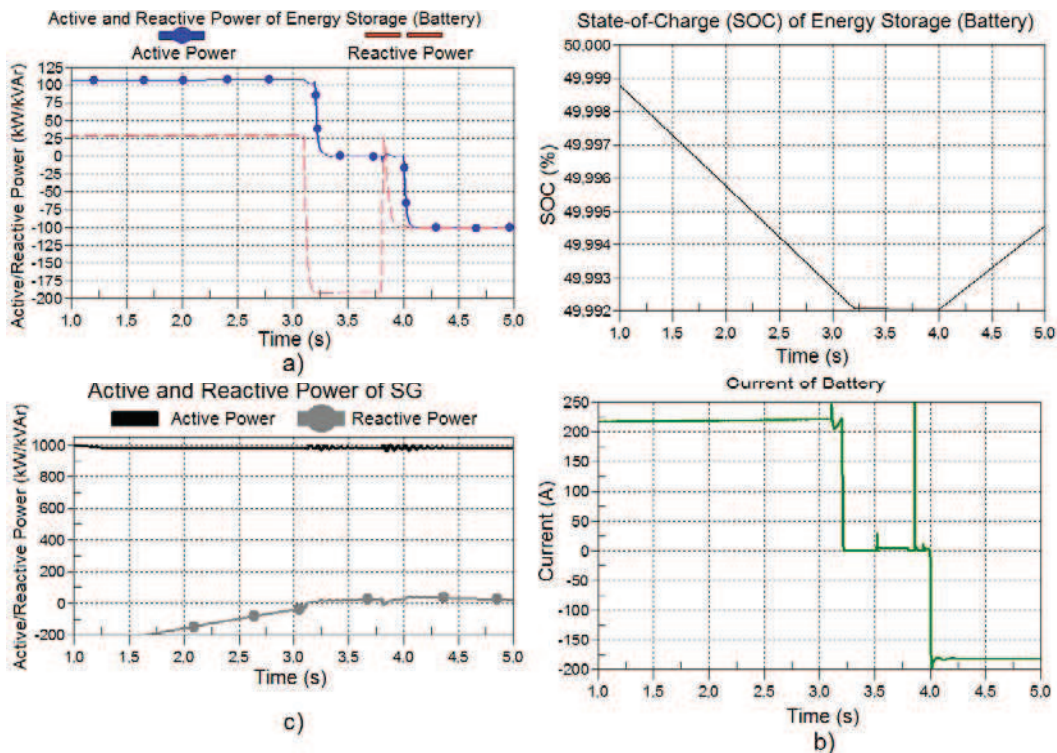 Active and Reactive Power of Energy Storage (Battery)
Active Power
Reactive Power
Active/Reactive Power (kW/kVAr)
125
100
75
50
25
0
-25
-50
-75
-100
-125
-150
-175
-200
1.0 1.5 2.0 2.5 3.0 3.5 4.0 4.5 5.0
Time (s)
a)
State-of-Charge (SOC) of Energy Storage (Battery)
SOC (%)
50.000
49.999
49.998
49.997
49.996
49.995
49.994
49.993
49.992
1.0 1.5 2.0 2.5 3.0 3.5 4.0 4.5 5.0
Time (s)
Active and Reactive Power of SG
Active Power
Reactive Power
Active/Reactive Power (kW/kVAr)
1000
800
600
400
200
0
-200
1.0 1.5 2.0 2.5 3.0 3.5 4.0 4.5 5.0
Time (s)
c)
Current of Battery
Current (A)
250
200
150
100
50
0
-50
-100
-150
-200
1.0 1.5 2.0 2.5 3.0 3.5 4.0 4.5 5.0
Time (s)
b)